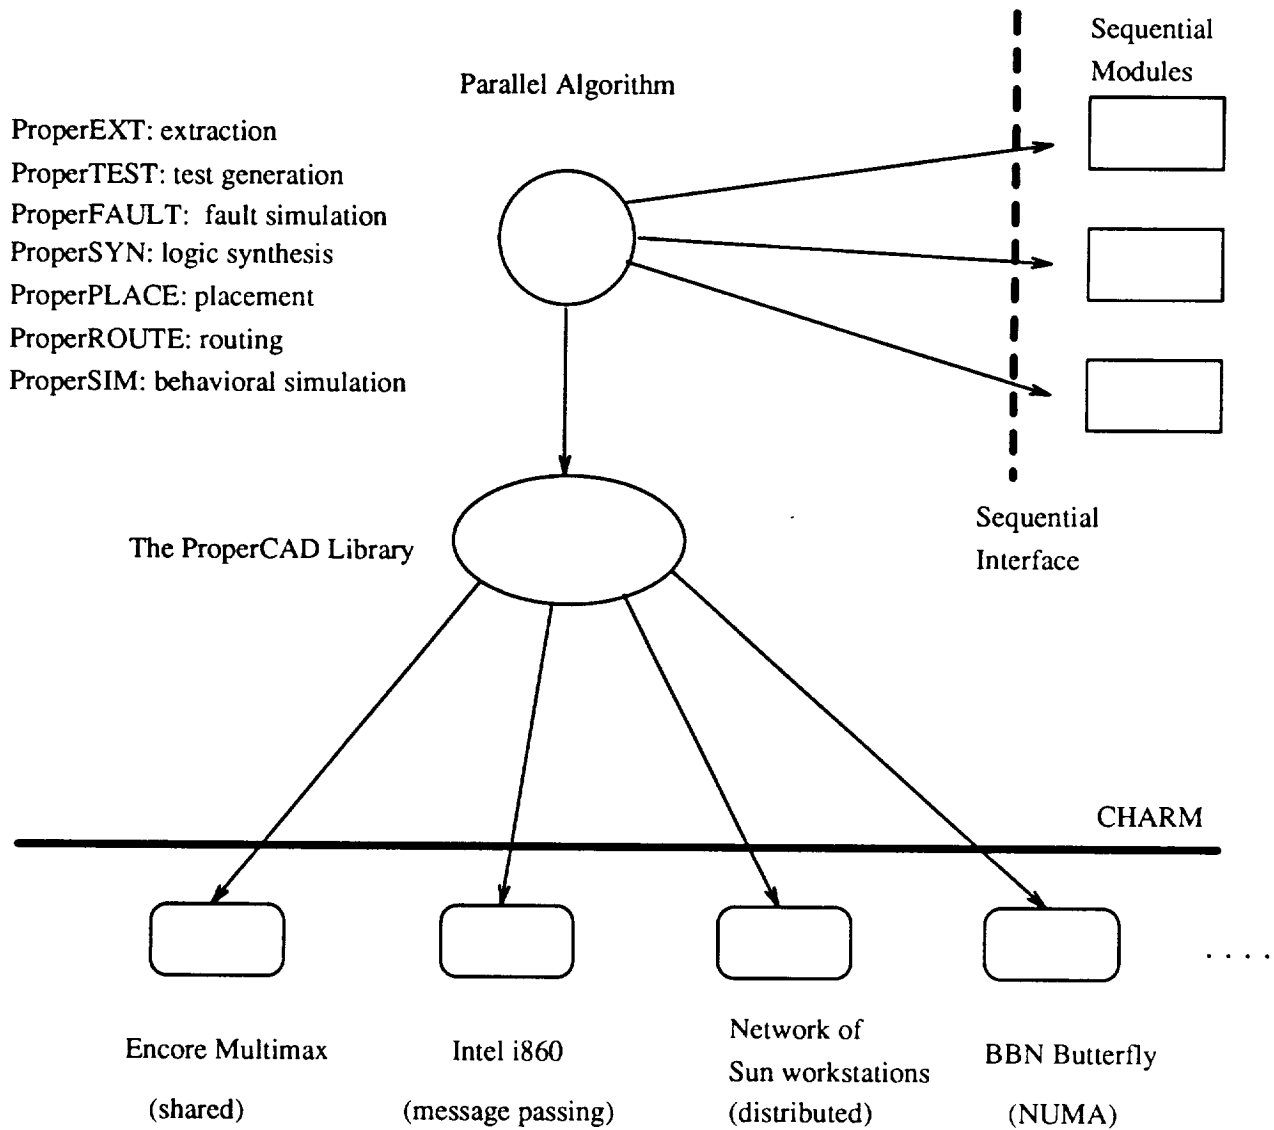 Sequential
Modules
Parallel Algorithm
ProperEXT: extraction
ProperTEST: test generation
ProperFAULT: fault simulation
ProperSYN: logic synthesis
ProperPLACE: placement
ProperROUTE: routing
ProperSIM: behavioral simulation
Sequential
Interface
The ProperCAD Library
CHARM
. . . .
Encore Multimax
(shared)
Intel i860
(message passing)
Network of
Sun workstations
(distributed)
BBN Butterfly
(NUMA)